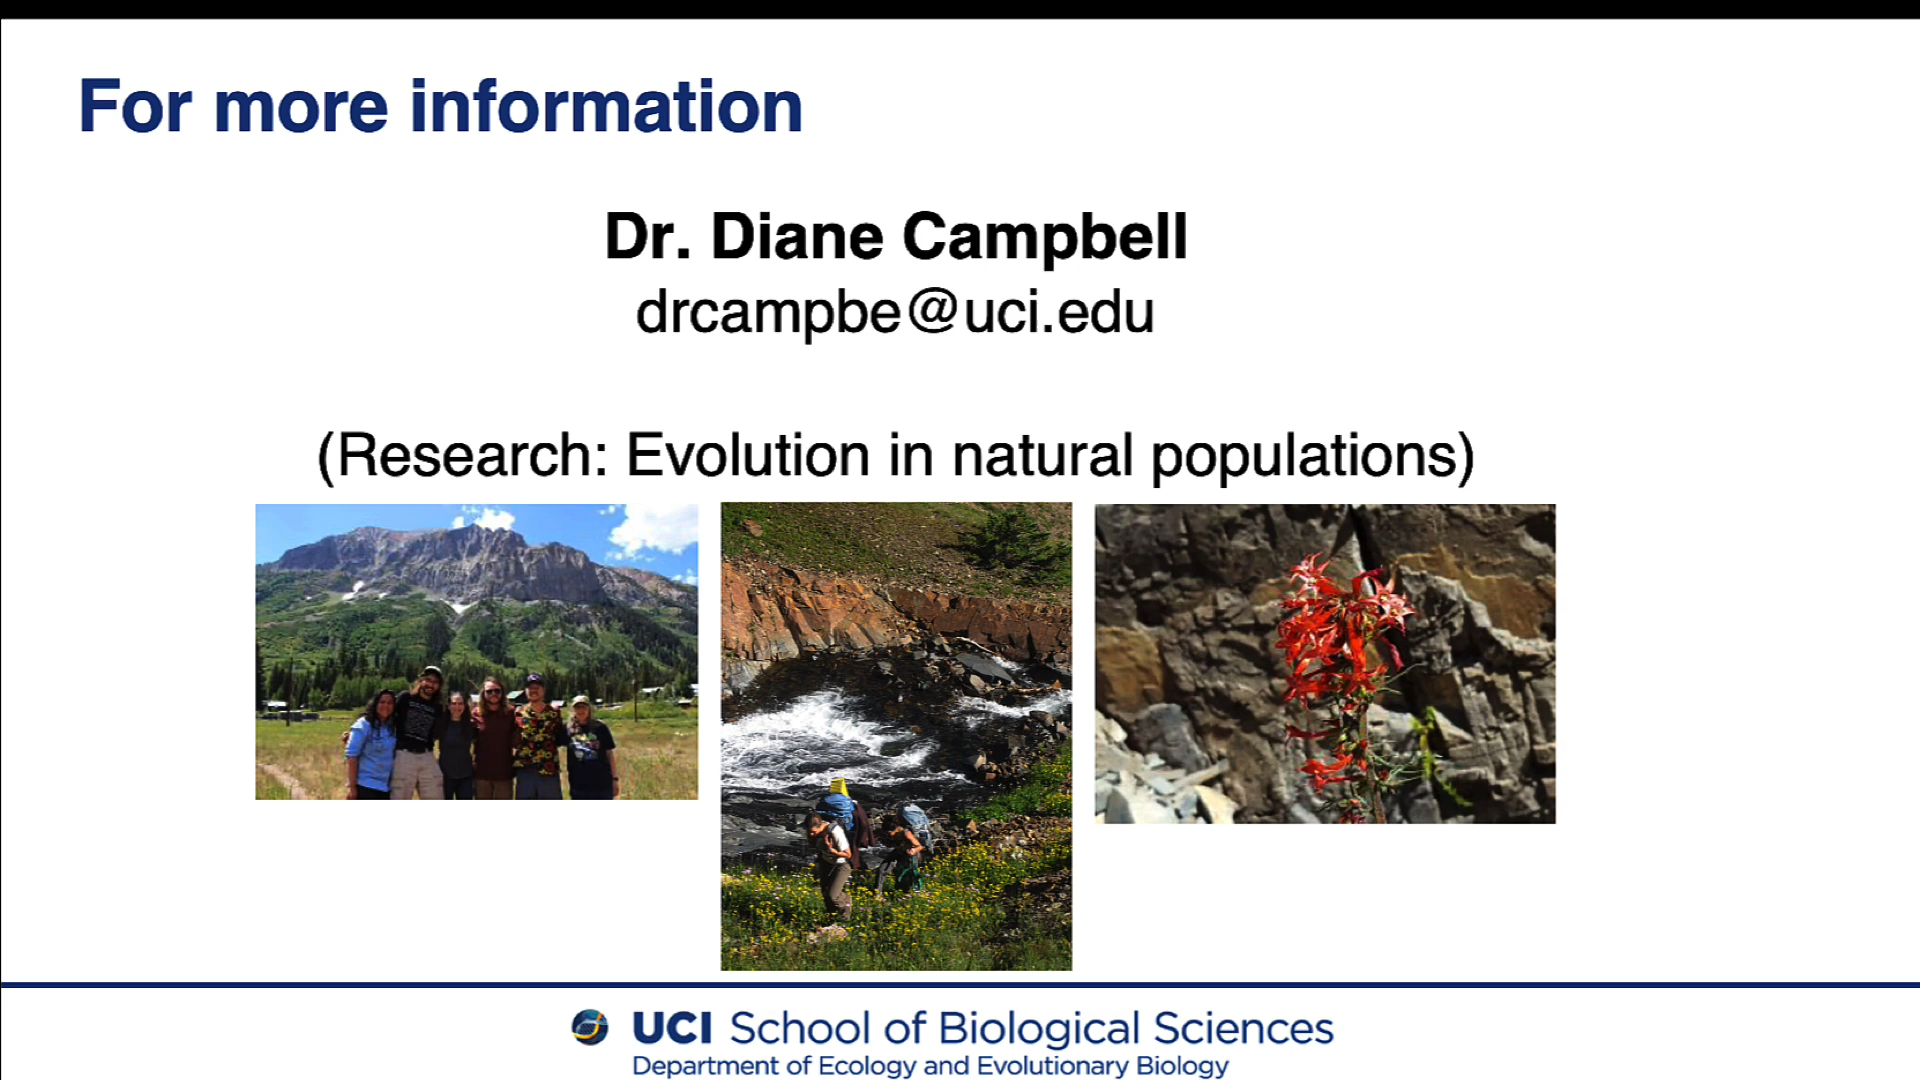 For more information
Dr. Diane Campbell
drcampbe@uci.edu
(Research: Evolution in natural populations)
UCI School of Biological Sciences
Department of Ecology and Evolutionary Biology